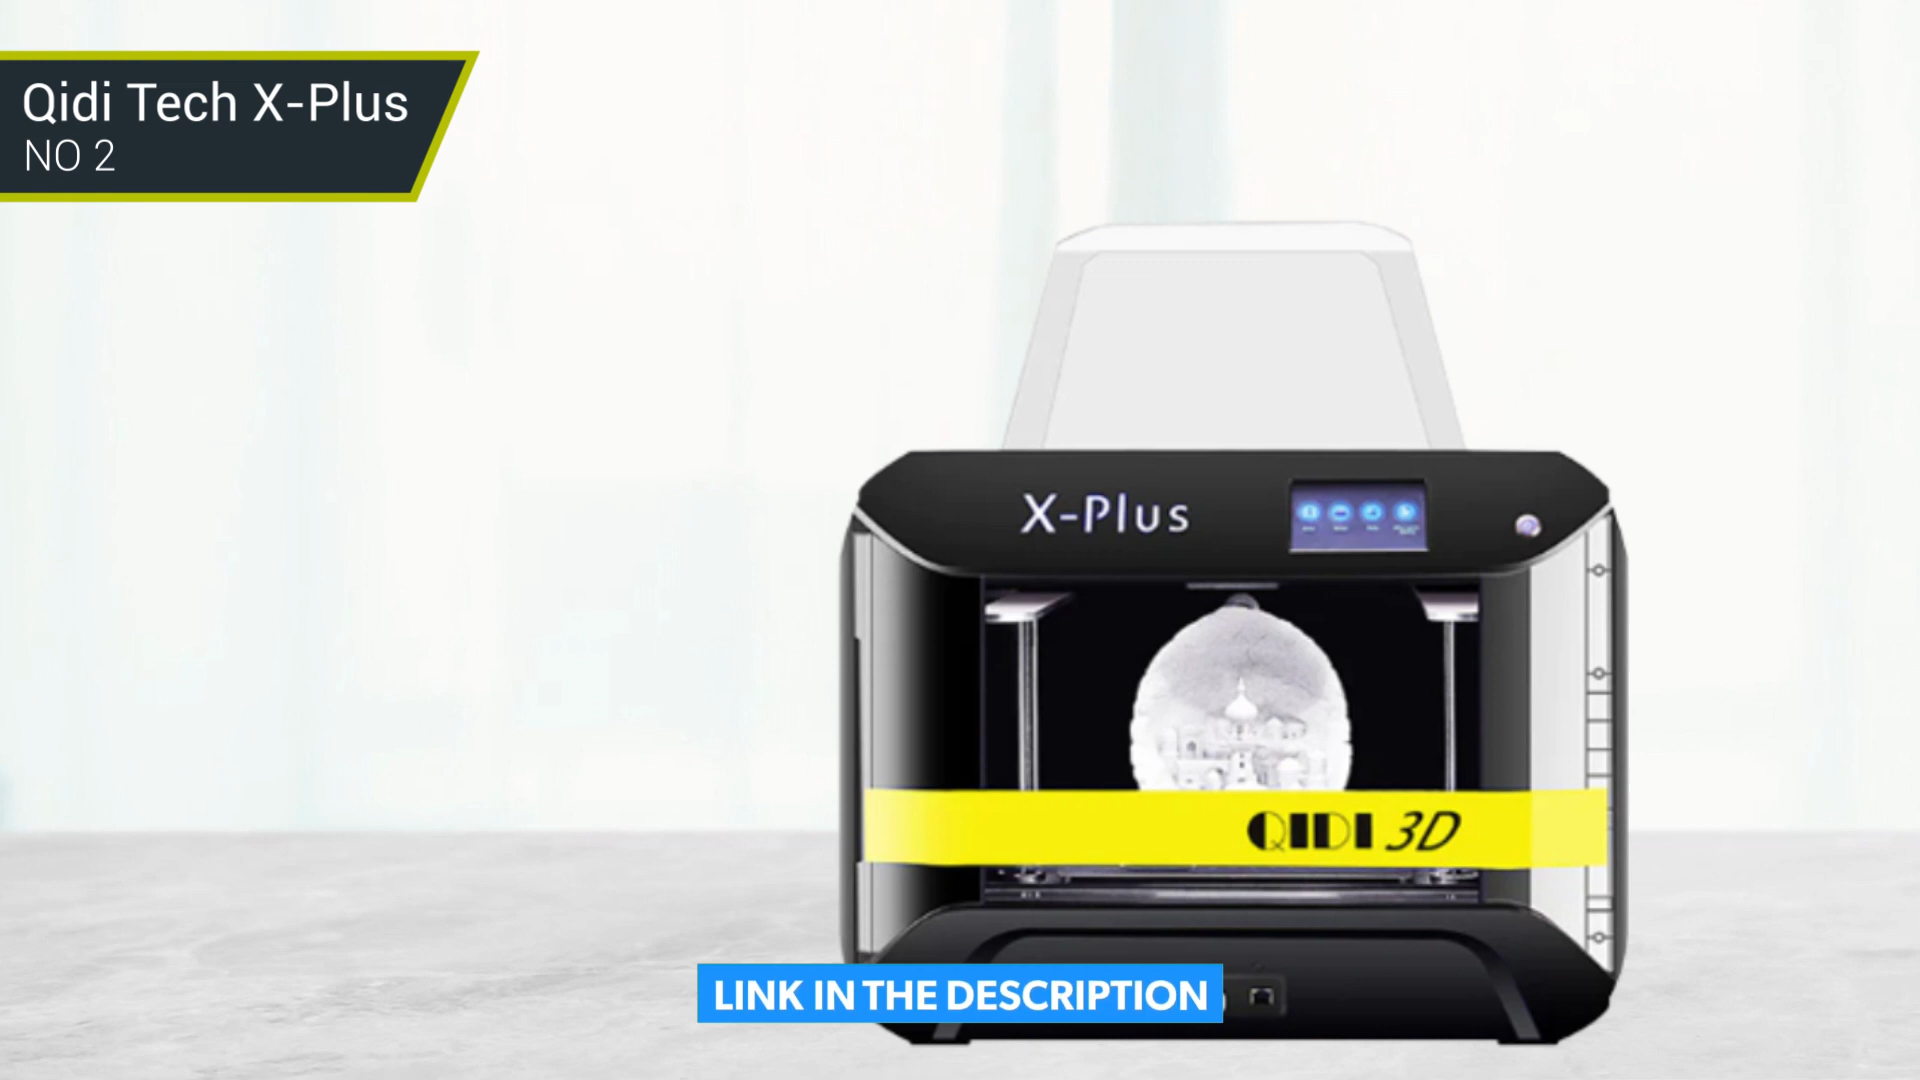 Qidi Tech X-Plus
NO 2
X-Plus
QIDI 3D
LINK IN THE DESCRIPTION